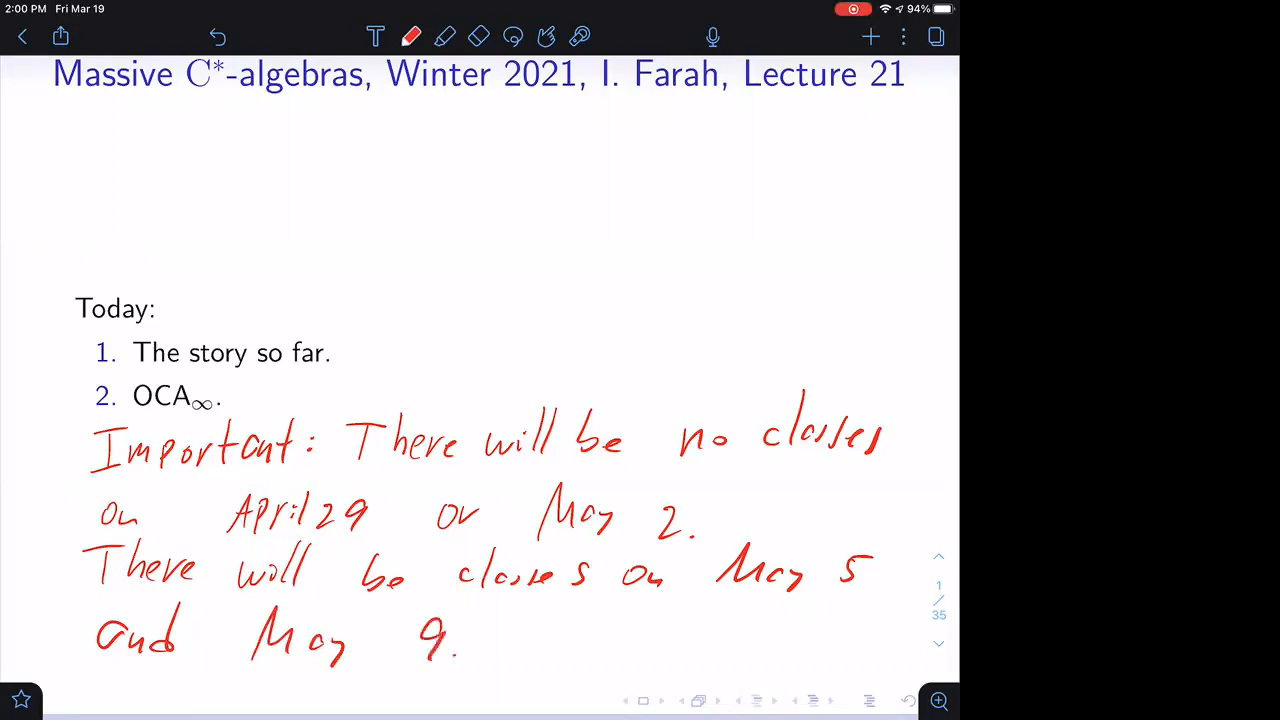 2:00 PM Fri Mar 19 94%
Massive C*-algebras, Winter 2021, I. Farah, Lecture 21
Today:
1. The story so far.
2. OCA∞.
Important: There will be no classes
on April 29 or May 2.
There will be classes on May 5
and May 9.
1
/
35